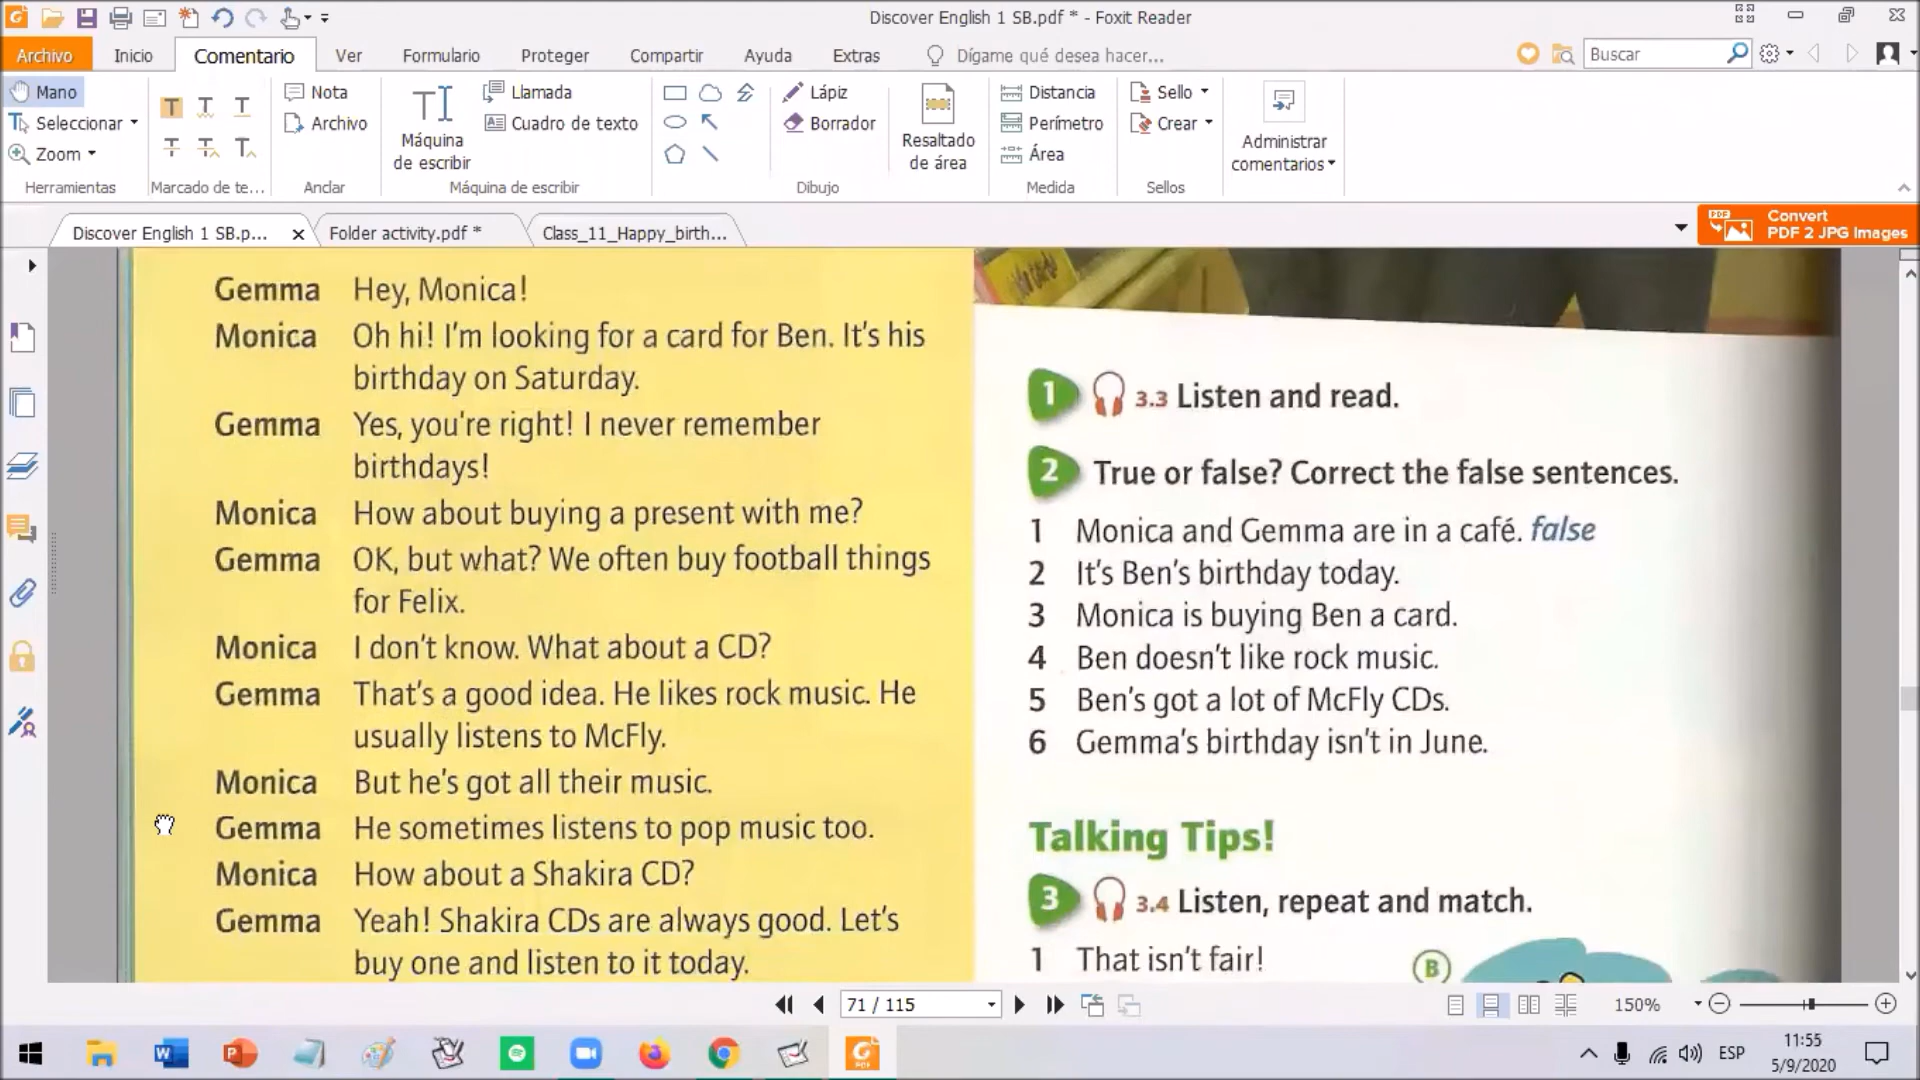 Discover English 1 SB.pdf * - Foxit Reader
Archivo Inicio Comentario Ver Formulario Proteger Compartir Ayuda Extras Dígame qué desea hacer... Buscar
Mano
Seleccionar
Zoom
Herramientas
Marcado de te...
Nota
Archivo
Anclar
Máquina
de escribir
Llamada
Cuadro de texto
Máquina de escribir
Lápiz
Borrador
Dibujo
Resaltado
de área
Distancia
Perímetro
Área
Medida
Sello
Crear
Sellos
Administrar
comentarios
Discover English 1 SB.p... Folder activity.pdf * Class_11_Happy_birth...
Convert
PDF 2 JPG Images
Gemma Hey, Monica!
Monica Oh hi! I'm looking for a card for Ben. It's his
birthday on Saturday.
Gemma Yes, you're right! I never remember
birthdays!
Monica How about buying a present with me?
Gemma OK, but what? We often buy football things
for Felix.
Monica I don't know. What about a CD?
Gemma That's a good idea. He likes rock music. He
usually listens to McFly.
Monica But he's got all their music.
Gemma He sometimes listens to pop music too.
Monica How about a Shakira CD?
Gemma Yeah! Shakira CDs are always good. Let's
buy one and listen to it today.
1 3.3 Listen and read.
2 True or false? Correct the false sentences.
1 Monica and Gemma are in a café. false
2 It's Ben's birthday today.
3 Monica is buying Ben a card.
4 Ben doesn't like rock music.
5 Ben's got a lot of McFly CDs.
6 Gemma's birthday isn't in June.
Talking Tips!
3 3.4 Listen, repeat and match.
1 That isn't fair!
B
71 / 115
150%
ESP
11:55
5/9/2020